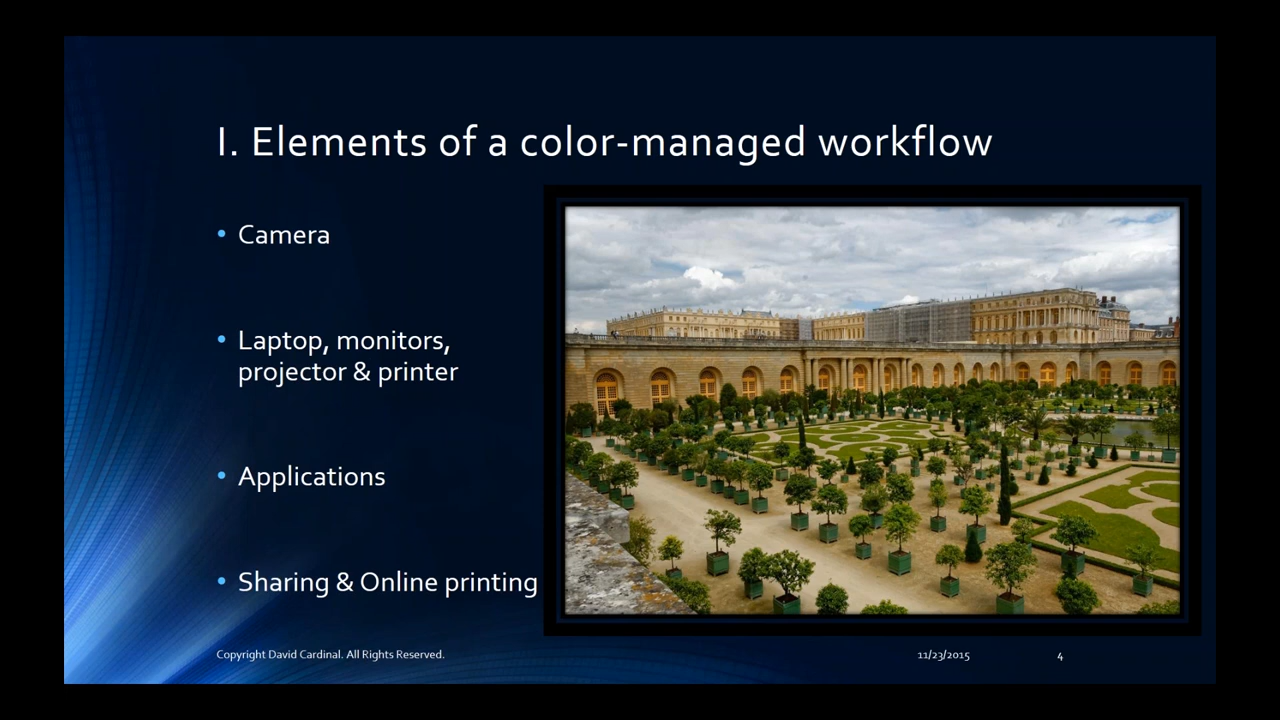 I. Elements of a color-managed workflow
• Camera
• Laptop, monitors,
projector & printer
• Applications
• Sharing & Online printing
Copyright David Cardinal. All Rights Reserved.
11/23/2015
4